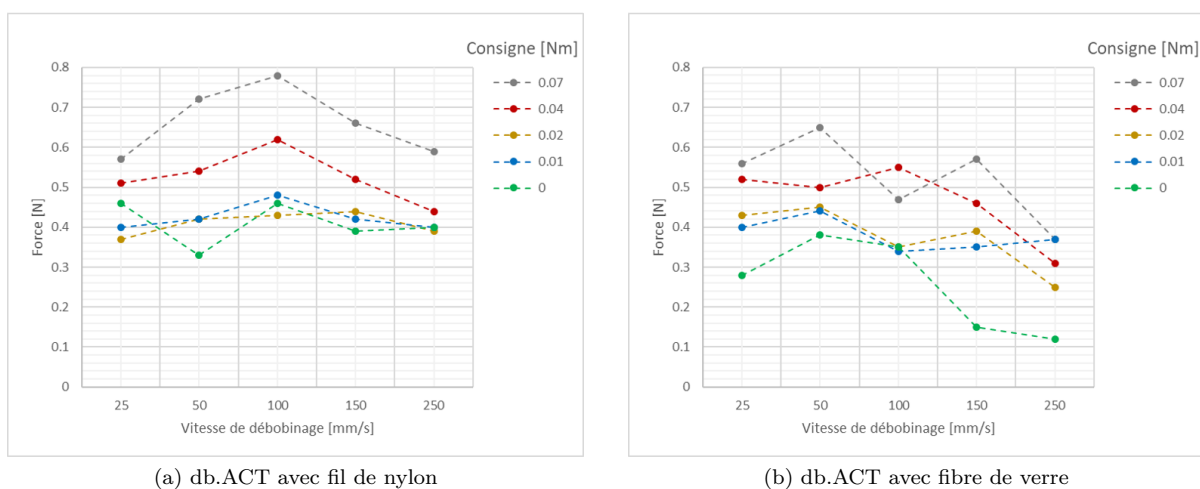 Consigne [Nm]
0.8
0.7
0.6
0.5
0.4
0.3
0.2
0.1
0
Force [N]
25 50 100 150 250
Vitesse de débobinage [mm/s]
0.07
0.04
0.02
0.01
0
(a) db.ACT avec fil de nylon
Consigne [Nm]
0.8
0.7
0.6
0.5
0.4
0.3
0.2
0.1
0
Force [N]
25 50 100 150 250
Vitesse de débobinage [mm/s]
0.07
0.04
0.02
0.01
0
(b) db.ACT avec fibre de verre